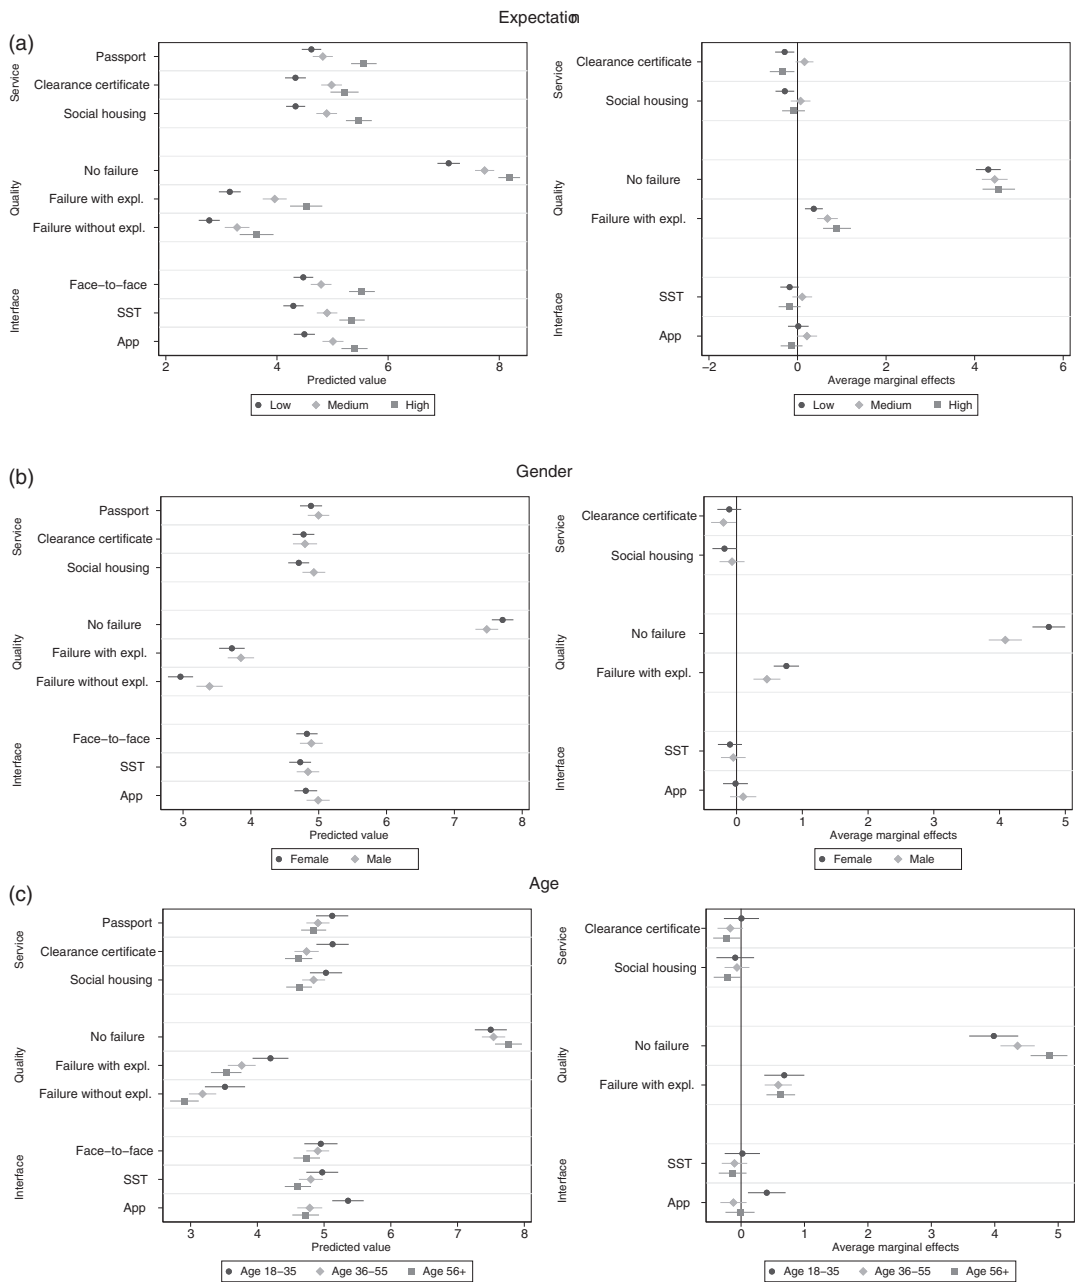 Expectation
(a)
Service
Passport
Clearance certificate
Social housing
Quality
No failure
Failure with expl.
Failure without expl.
Interface
Face-to-face
SST
App
2 4 6 8
Predicted value
Low Medium High
Service
Clearance certificate
Social housing
Quality
No failure
Failure with expl.
Interface
SST
App
−2 0 2 4 6
Average marginal effects
Low Medium High
Gender
(b)
Service
Passport
Clearance certificate
Social housing
Quality
No failure
Failure with expl.
Failure without expl.
Interface
Face-to-face
SST
App
3 4 5 6 7 8
Predicted value
Female Male
Service
Clearance certificate
Social housing
Quality
No failure
Failure with expl.
Interface
SST
App
0 1 2 3 4 5
Average marginal effects
Female Male
Age
(c)
Service
Passport
Clearance certificate
Social housing
Quality
No failure
Failure with expl.
Failure without expl.
Interface
Face-to-face
SST
App
3 4 5 6 7 8
Predicted value
Age 18–35 Age 36–55 Age 56+
Service
Clearance certificate
Social housing
Quality
No failure
Failure with expl.
Interface
SST
App
0 1 2 3 4 5
Average marginal effects
Age 18–35 Age 36–55 Age 56+